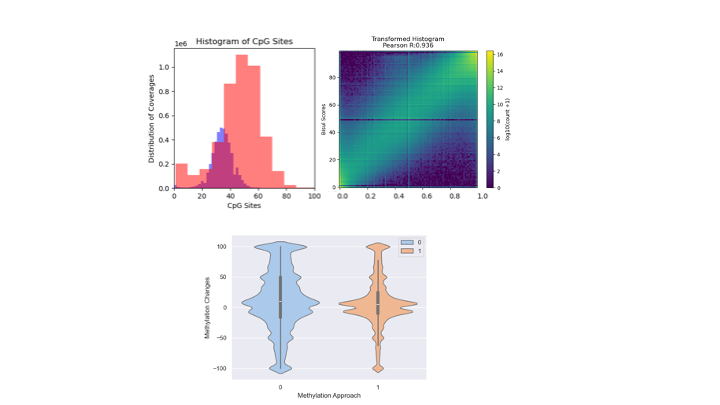 Histogram of CpG Sites
1e6
Distribution of Coverages
1.0
0.8
0.6
0.4
0.2
0.0
0 20 40 60 80 100
CpG Sites
Transformed Histogram
Pearson R:0.936
Bisul Scores
80
60
40
20
0
0.0 0.2 0.4 0.6 0.8 1.0
16
14
12
10
8
6
4
2
0
log10(count +1)
Methylation Changes
100
50
0
−50
−100
0 1
Methylation Approach
0
1